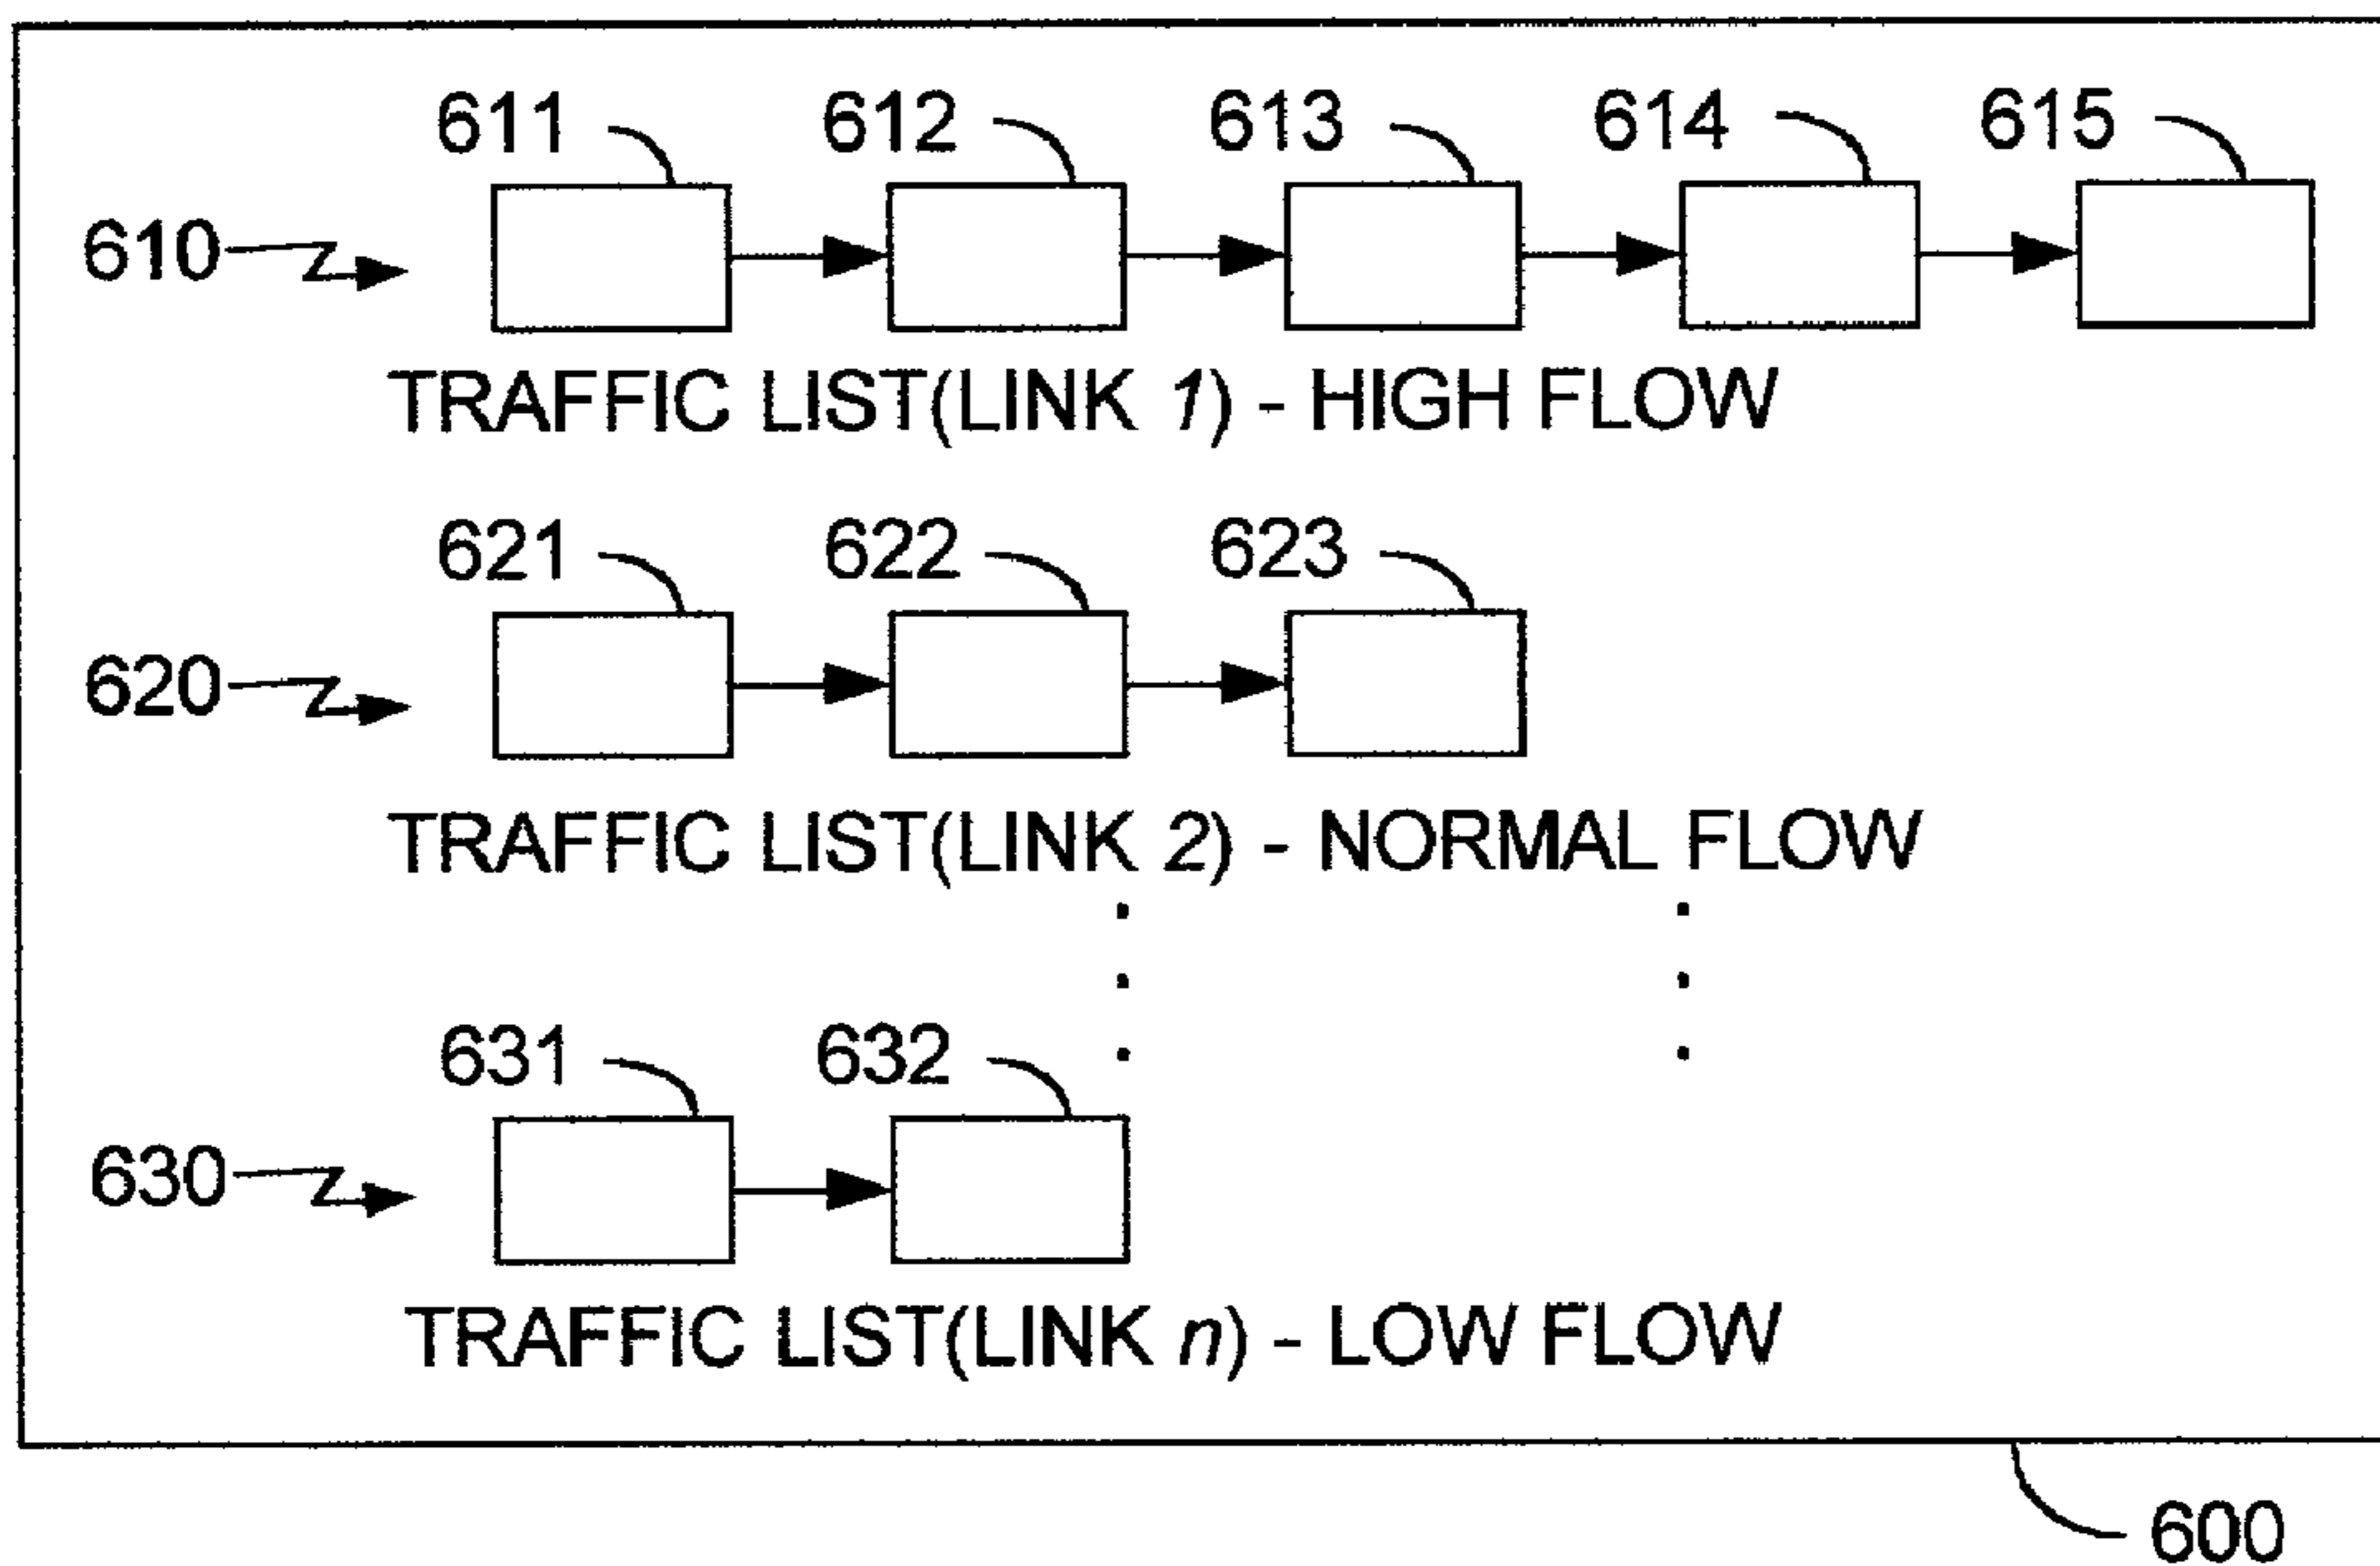 611 612 613 614 615
610
TRAFFIC LIST(LINK 1) - HIGH FLOW
621 622 623
620
TRAFFIC LIST(LINK 2) - NORMAL FLOW
631 632
630
TRAFFIC LIST(LINK n) - LOW FLOW
600